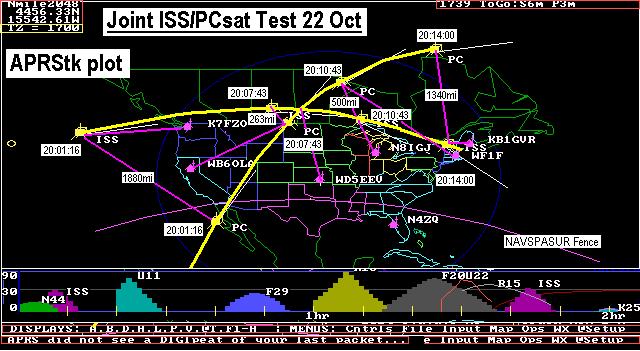 Nmile2048
4456.33N
15542.61W
TZ = 1700
Joint ISS/PCsat Test 22 Oct
1739 ToGo:S6m P3m
APRStk plot
20:14:00
PC
20:10:43
PC
20:07:43
500mi
1340mi
263mi
20:10:43
ISS
PC
K7FZO
ISS
20:01:16
20:07:43
N8IGJ
KB1GVR
ISS
WF1F
WB6OLA
WD5EEV
20:14:00
1880mi
20:01:16
PC
N4ZQ
NAVSPASUR Fence
90
30
0
N44
ISS
U11
F29
F20U22
R15
ISS
K25
1hr
2hr
DISPLAYS: A.B.D.H.L.P.V.@T.F1-A MENUS: Cntrls File Input Map Ops WX @Setup
APRS did not see a DIGIpeat of your last packet... e Input Map Ops WX @Setup